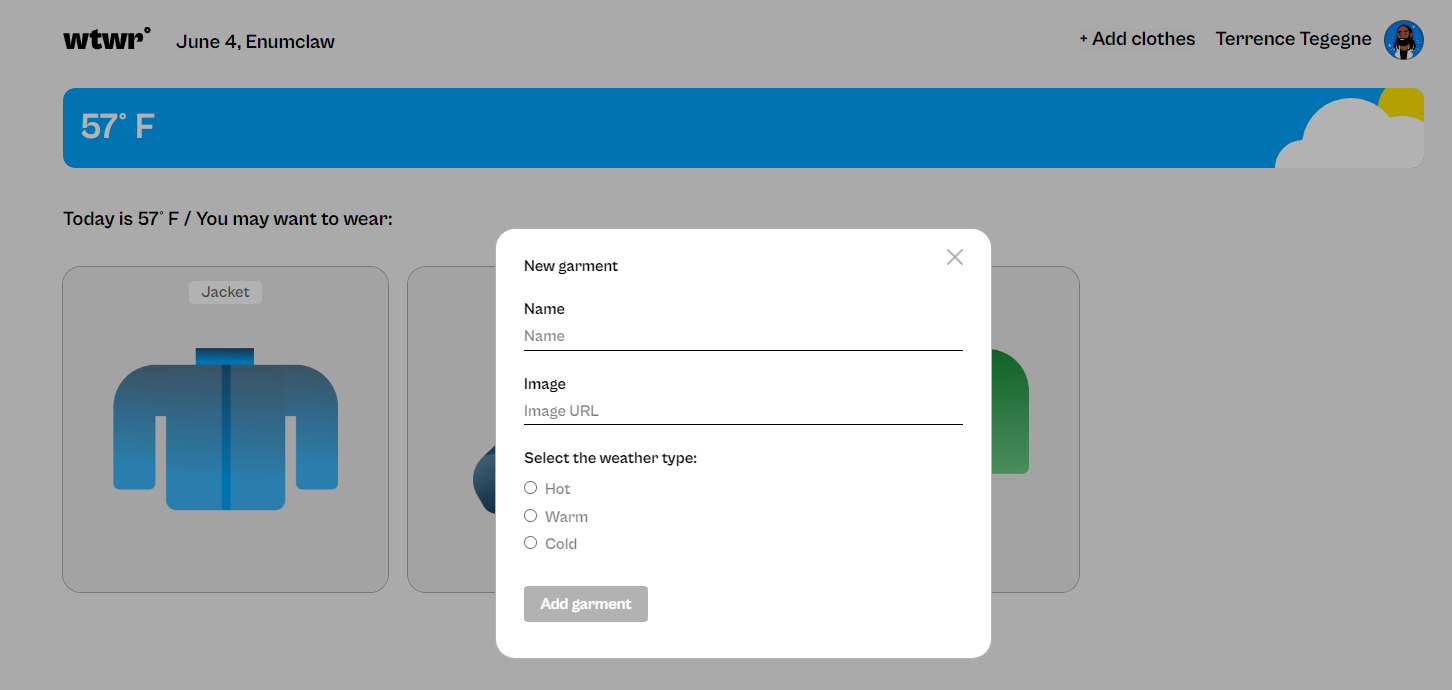 wtwr°
June 4, Enumclaw
+ Add clothes
Terrence Tegegne
57° F
Today is 57° F / You may want to wear:
Jacket
New garment
Name
Name
Image
Image URL
Select the weather type:
Hot
Warm
Cold
Add garment